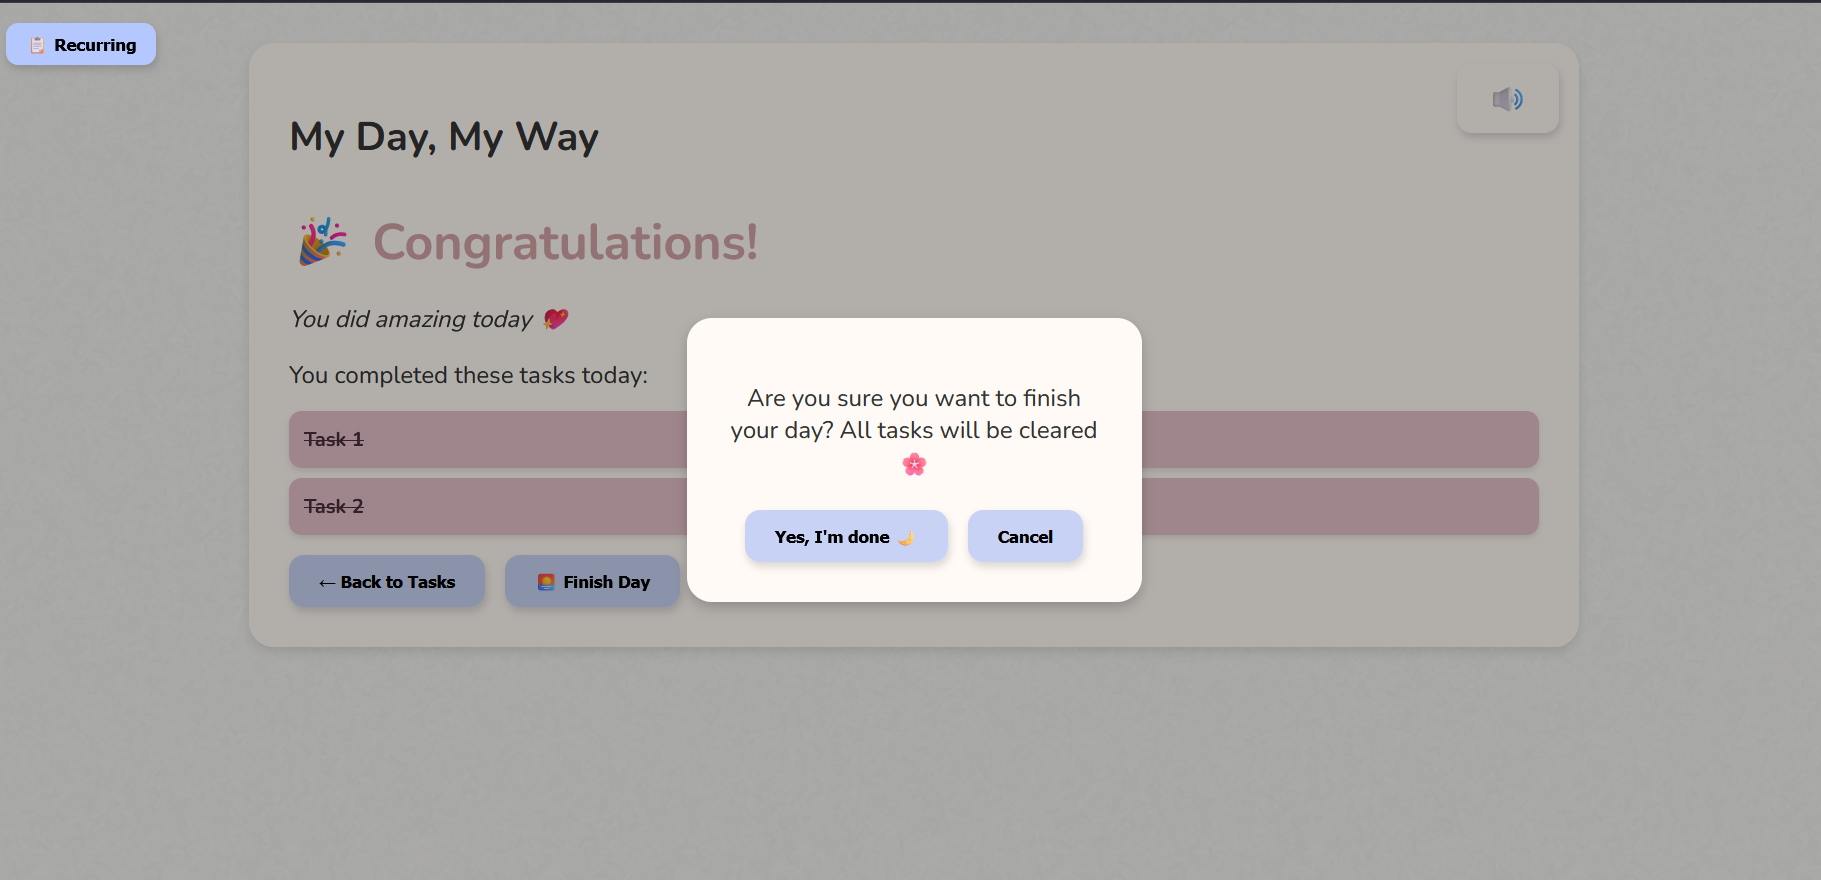 📋 Recurring
My Day, My Way
🎉 Congratulations!
You did amazing today 💖
You completed these tasks today:
Task 1
Task 2
← Back to Tasks
🌅 Finish Day
Are you sure you want to finish
your day? All tasks will be cleared
🌸
Yes, I'm done 🌙
Cancel